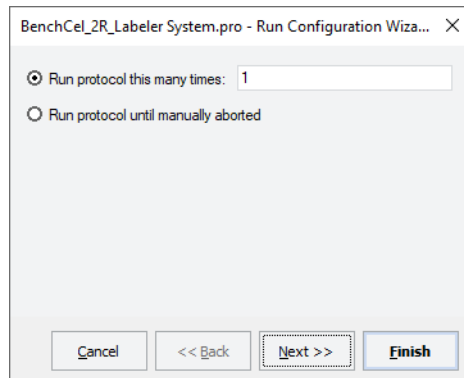 BenchCel_2R_Labeler System.pro - Run Configuration Wiza...
Run protocol this many times: 1
Run protocol until manually aborted
Cancel << Back Next >> Finish